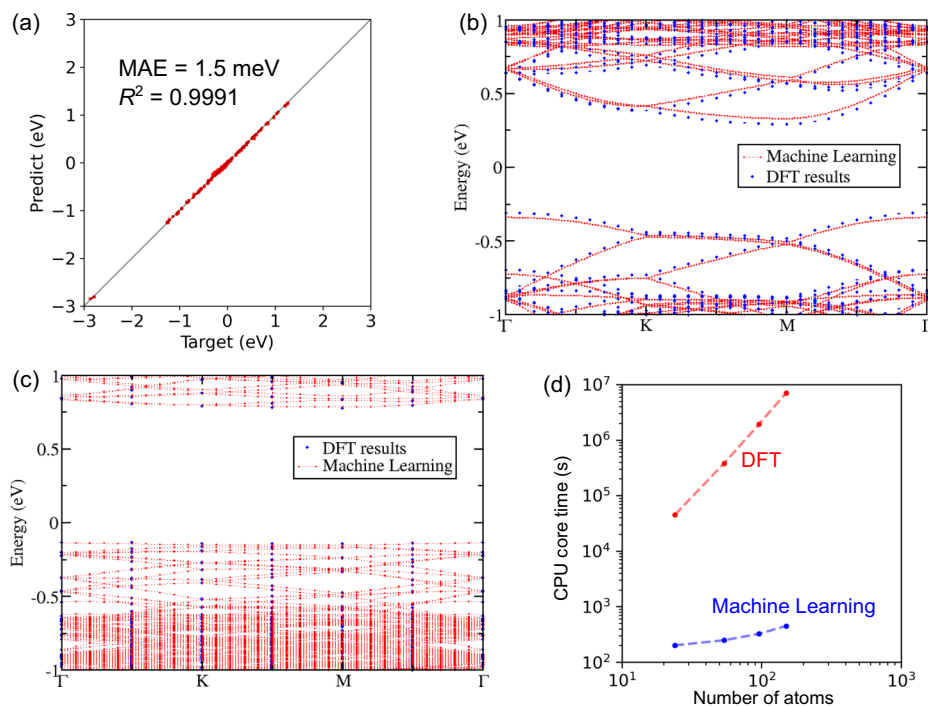 (a)
3
2
1
0
−1
−2
−3
MAE = 1.5 meV
R² = 0.9991
Predict (eV)
−3 −2 −1 0 1 2 3
Target (eV)
(b)
1
0.5
0
-0.5
-1
Energy (eV)
Machine Learning
DFT results
Γ K M Γ
(c)
1
0.5
0
-0.5
-1
Energy (eV)
DFT results
Machine Learning
Γ K M Γ
(d)
10⁷
10⁶
10⁵
10⁴
10³
10²
CPU core time (s)
DFT
Machine Learning
10¹ 10² 10³
Number of atoms